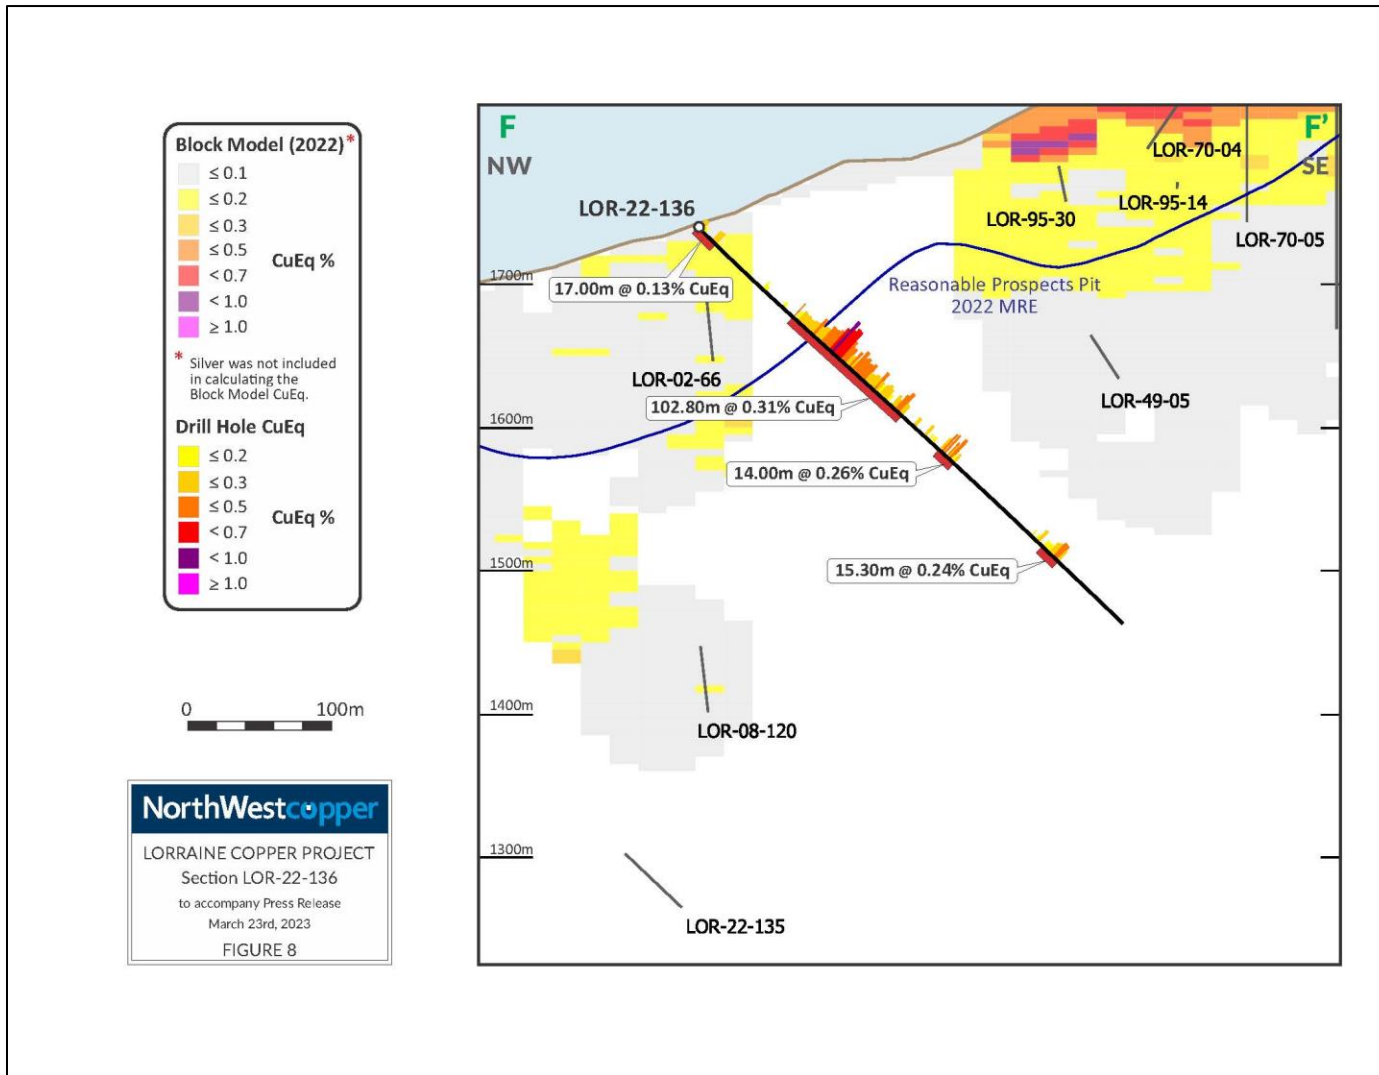 Block Model (2022)*
≤ 0.1
≤ 0.2
≤ 0.3
≤ 0.5
< 0.7
< 1.0
≥ 1.0
CuEq %
* Silver was not included
in calculating the
Block Model CuEq.
Drill Hole CuEq
≤ 0.2
≤ 0.3
≤ 0.5
< 0.7
< 1.0
≥ 1.0
CuEq %
0 100m
NorthWestcopper
LORRAINE COPPER PROJECT
Section LOR-22-136
to accompany Press Release
March 23rd, 2023
FIGURE 8
F
NW
F'
SE
LOR-70-04
LOR-95-14
LOR-95-30
LOR-70-05
LOR-22-136
1700m
17.00m @ 0.13% CuEq
Reasonable Prospects Pit
2022 MRE
LOR-02-66
LOR-49-05
102.80m @ 0.31% CuEq
1600m
14.00m @ 0.26% CuEq
1500m
15.30m @ 0.24% CuEq
1400m
LOR-08-120
1300m
LOR-22-135